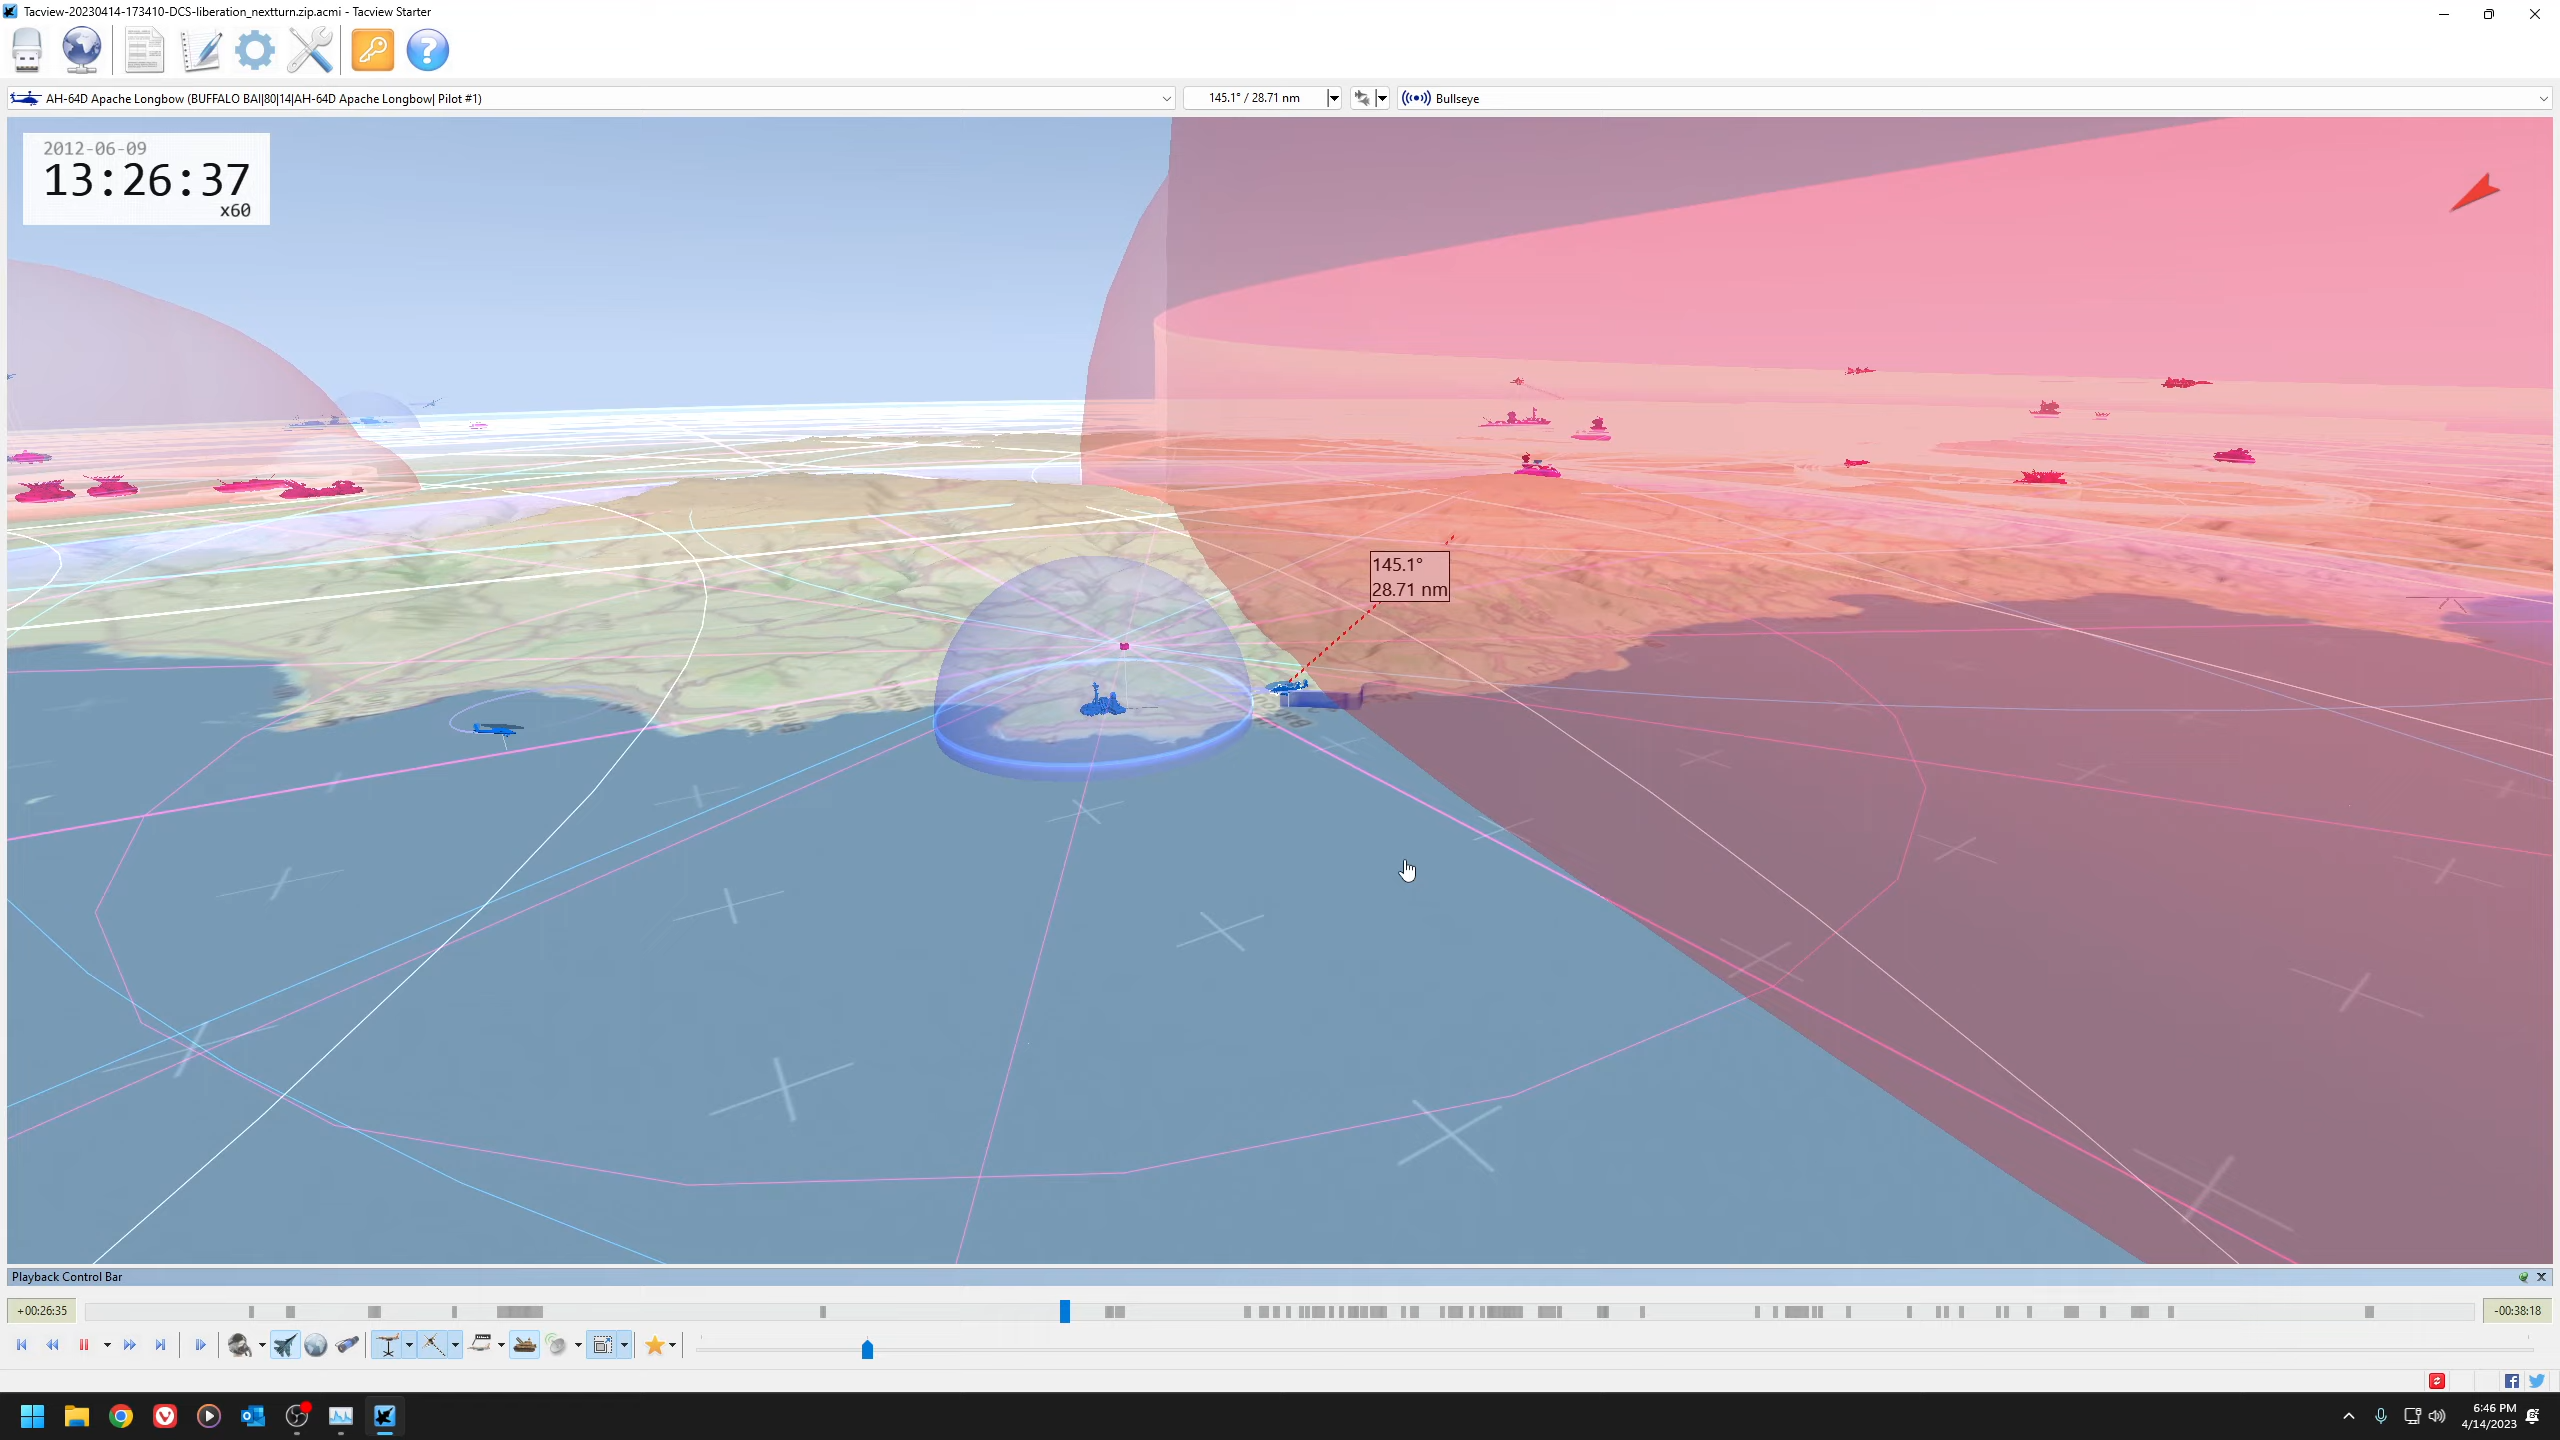 Tacview-20230414-173410-DCS-liberation_nextturn.zip.acmi - Tacview Starter
AH-64D Apache Longbow (BUFFALO BAI|80|14|AH-64D Apache Longbow| Pilot #1)
145.1° / 28.71 nm
Bullseye
2012-06-09
13:26:37
x60
145.1°
28.71 nm
Playback Control Bar
+00:26:35
-00:38:18
6:46 PM
4/14/2023